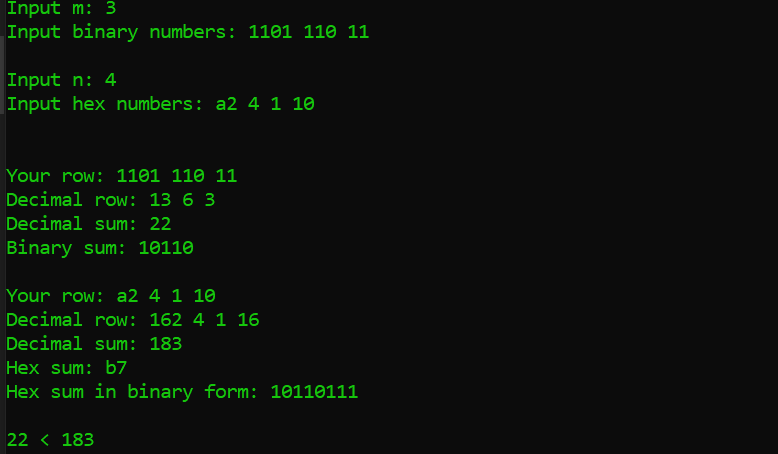 Input m: 3
Input binary numbers: 1101 110 11
Input n: 4
Input hex numbers: a2 4 1 10
Your row: 1101 110 11
Decimal row: 13 6 3
Decimal sum: 22
Binary sum: 10110
Your row: a2 4 1 10
Decimal row: 162 4 1 16
Decimal sum: 183
Hex sum: b7
Hex sum in binary form: 10110111
22 < 183